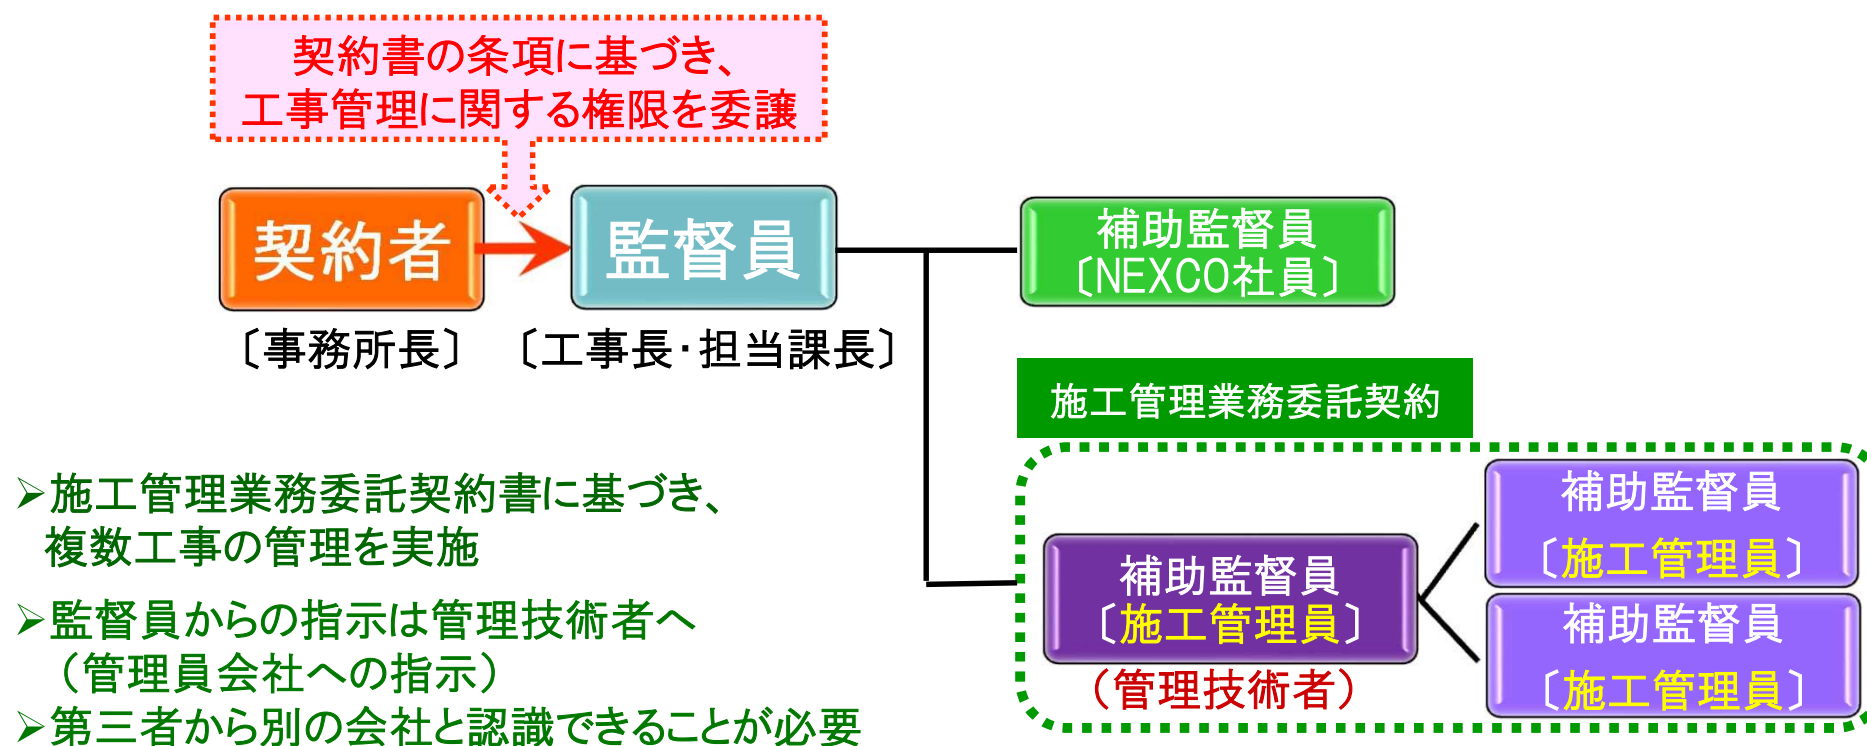 契約書の条項に基づき、
工事管理に関する権限を委譲
契約者
監督員
補助監督員
〔NEXCO社員〕
〔事務所長〕
〔工事長・担当課長〕
施工管理業務委託契約
➢施工管理業務委託契約書に基づき、
複数工事の管理を実施
➢監督員からの指示は管理技術者へ
（管理員会社への指示）
➢第三者から別の会社と認識できることが必要
補助監督員
〔施工管理員〕
（管理技術者）
補助監督員
〔施工管理員〕
補助監督員
〔施工管理員〕